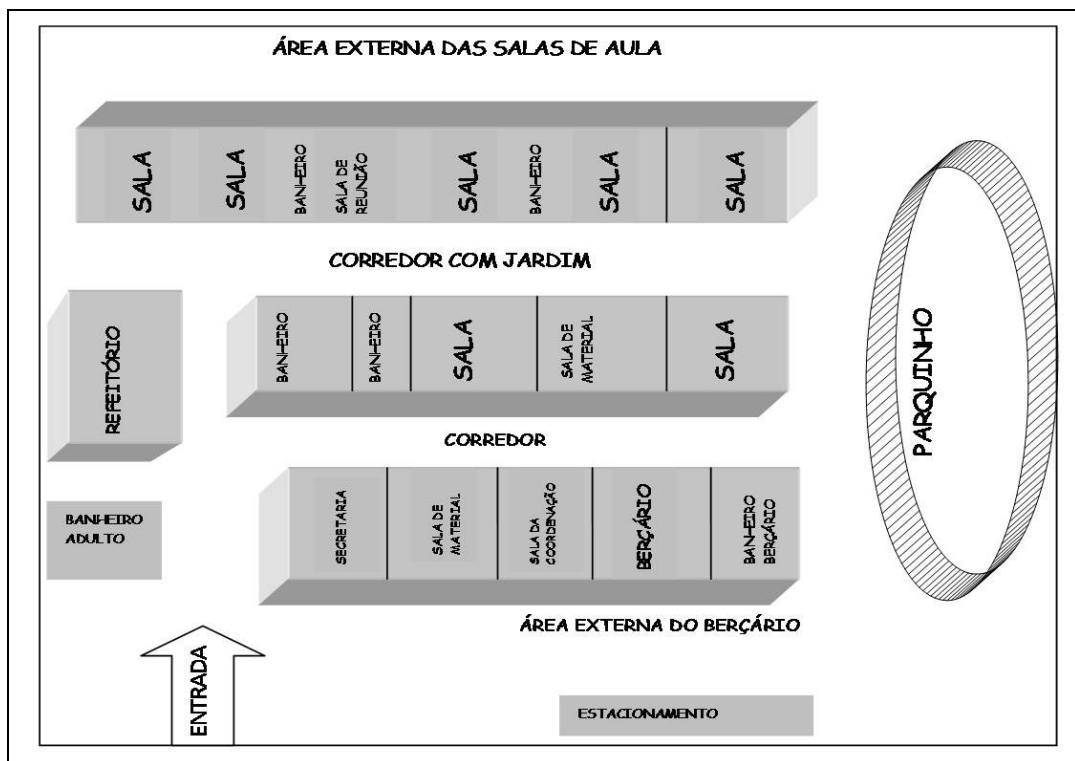 ÁREA EXTERNA DAS SALAS DE AULA
SALA
SALA
BANHEIRO
SALA DE
REUNIÃO
SALA
BANHEIRO
SALA
SALA
CORREDOR COM JARDIM
REFEITÓRIO
BANHEIRO
BANHEIRO
SALA
SALA DE
MATERIAL
SALA
PARQUINHO
CORREDOR
BANHEIRO
ADULTO
SECRETARIA
SALA DE
MATERIAL
SALA DA
COORDENAÇÃO
BERÇÁRIO
BANHEIRO
BERÇÁRIO
ÁREA EXTERNA DO BERÇÁRIO
ENTRADA
ESTACIONAMENTO